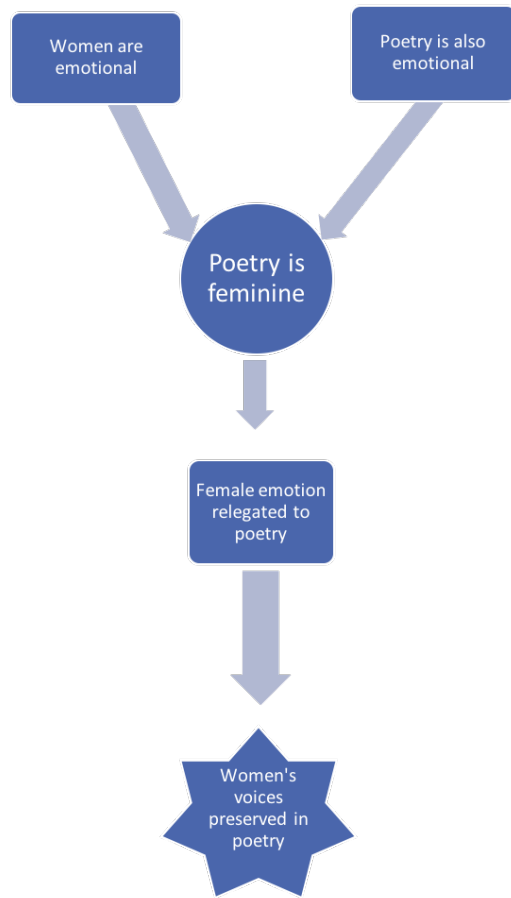 Women are
emotional
Poetry is also
emotional
Poetry is
feminine
Female emotion
relegated to
poetry
Women's
voices
preserved in
poetry